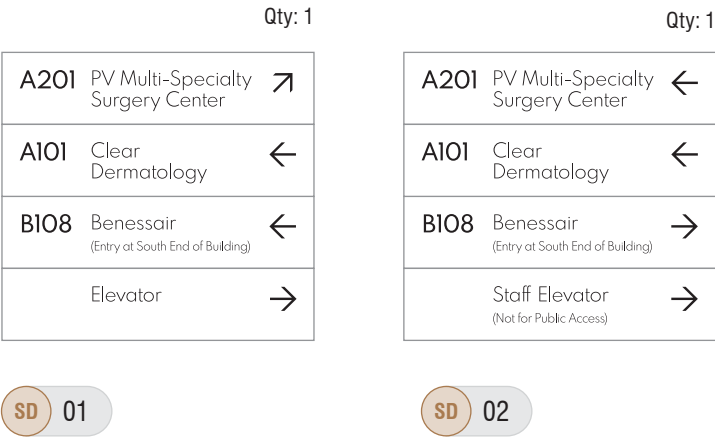 Qty: 1
A201 PV Multi-Specialty
Surgery Center
A101 Clear
Dermatology
B108 Benessair
(Entry at South End of Building)
Elevator
SD 01
Qty: 1
A201 PV Multi-Specialty
Surgery Center
A101 Clear
Dermatology
B108 Benessair
(Entry at South End of Building)
Staff Elevator
(Not for Public Access)
SD 02